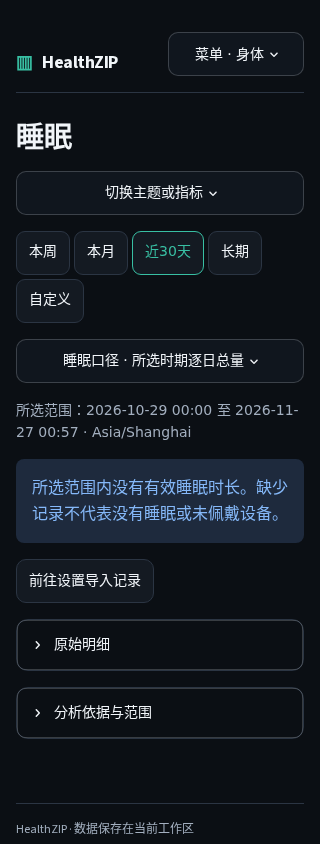 HealthZIP
菜单 · 身体
睡眠
切换主题或指标
本周
本月
近30天
长期
自定义
睡眠口径 · 所选时期逐日总量
所选范围：2026-10-29 00:00 至 2026-11-
27 00:57 · Asia/Shanghai
所选范围内没有有效睡眠时长。缺少
记录不代表没有睡眠或未佩戴设备。
前往设置导入记录
原始明细
分析依据与范围
HealthZIP · 数据保存在当前工作区